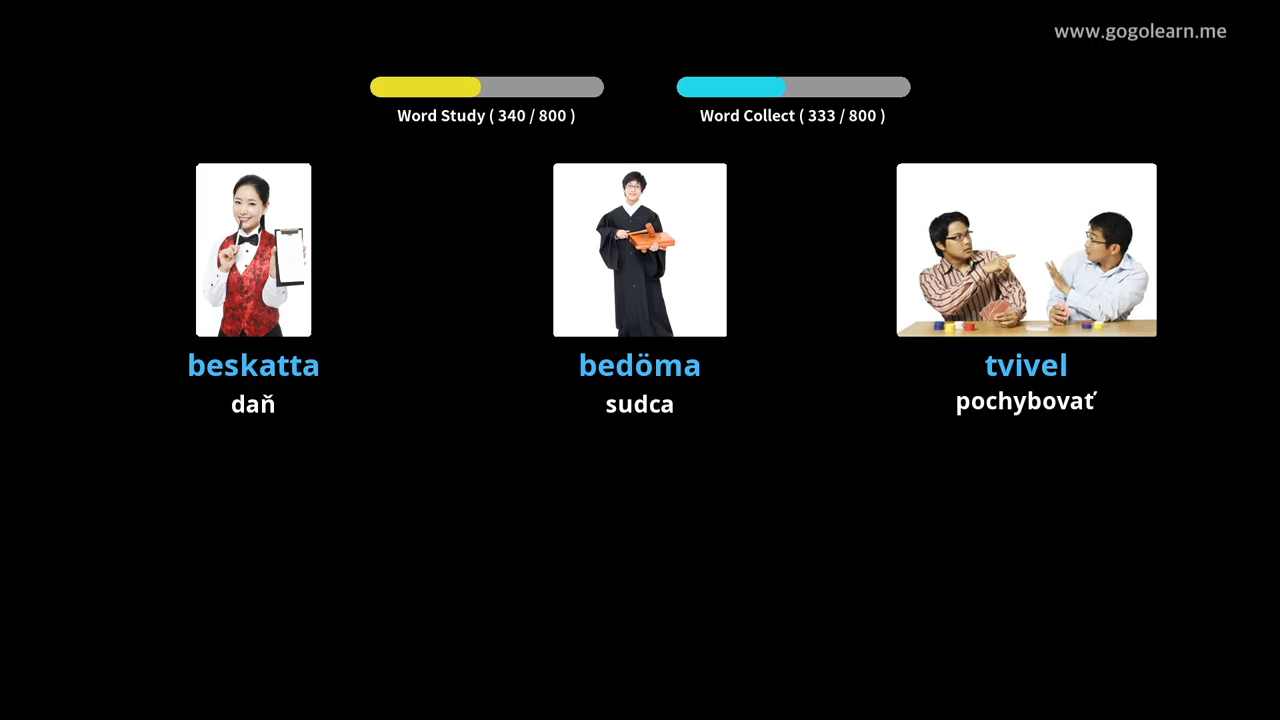 www.gogolearn.me
Word Study ( 340 / 800 )
Word Collect ( 333 / 800 )
beskatta
daň
bedöma
sudca
tvivel
pochybovať